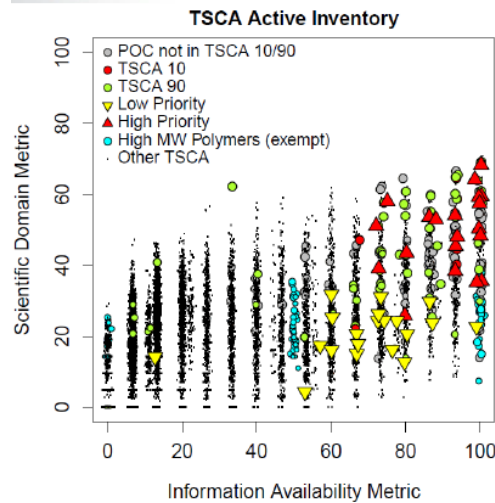 TSCA Active Inventory
100
80
60
40
20
0
Scientific Domain Metric
POC not in TSCA 10/90
TSCA 10
TSCA 90
Low Priority
High Priority
High MW Polymers (exempt)
Other TSCA
0 20 40 60 80 100
Information Availability Metric